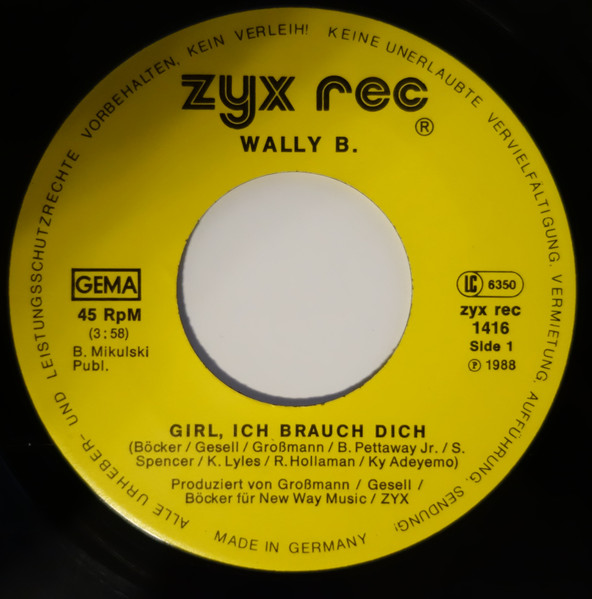 ALLE URHEBER- UND LEISTUNGSSCHUTZRECHTE VORBEHALTEN, KEIN VERLEIH! KEINE UNERLAUBTE VERVIELFÄLTIGUNG, VERMIETUNG, AUFFÜHRUNG, SENDUNG!
zyx rec
®
WALLY B.
GEMA
45 RpM
(3:58)
B. Mikulski
Publ.
LC 6350
zyx rec
1416
Side 1
℗ 1988
GIRL, ICH BRAUCH DICH
(Böcker / Gesell / Großmann / B. Pettaway Jr. / S.
Spencer / K. Lyles / R. Hollaman / Ky Adeyemo)
Produziert von Großmann / Gesell /
Böcker für New Way Music / ZYX
MADE IN GERMANY